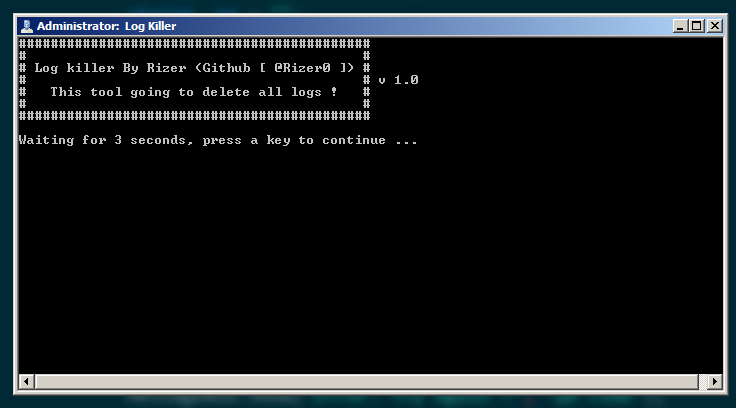 Administrator: Log Killer
############################################
#                                          #
# Log killer By Rizer (Github [ @Rizer0 ]) #
#                                          # v 1.0
#   This tool going to delete all logs !   #
#                                          #
############################################
Waiting for 3 seconds, press a key to continue ...